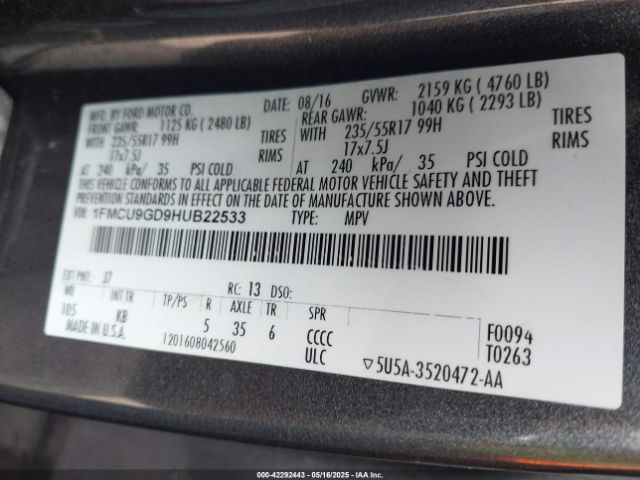 MFD. BY FORD MOTOR CO.
DATE: 08/16 GVWR: 2159 KG ( 4760 LB)
FRONT GAWR: 1125 KG ( 2480 LB) REAR GAWR: 1040 KG ( 2293 LB)
WITH 235/55R17 99H TIRES WITH 235/55R17 99H TIRES
17x7.5J RIMS 17x7.5J RIMS
AT 240 kPa/ 35 PSI COLD AT 240 kPa/ 35 PSI COLD
THIS VEHICLE CONFORMS TO ALL APPLICABLE FEDERAL MOTOR VEHICLE SAFETY AND THEFT
PREVENTION STANDARDS IN EFFECT ON THE DATE OF MANUFACTURE SHOWN ABOVE.
VIN: 1FMCU9GD9HUB22533 TYPE: MPV
EXT PNT: J7 RC: 13 DSO:
WB INT TR TP/PS R AXLE TR SPR
105 KB 5 35 6 CCCC F0094
MADE IN U.S.A. 1201608042560 ULC T0263
▽5U5A-3520472-AA
000-42292443 - 05/16/2025 - IAA Inc.